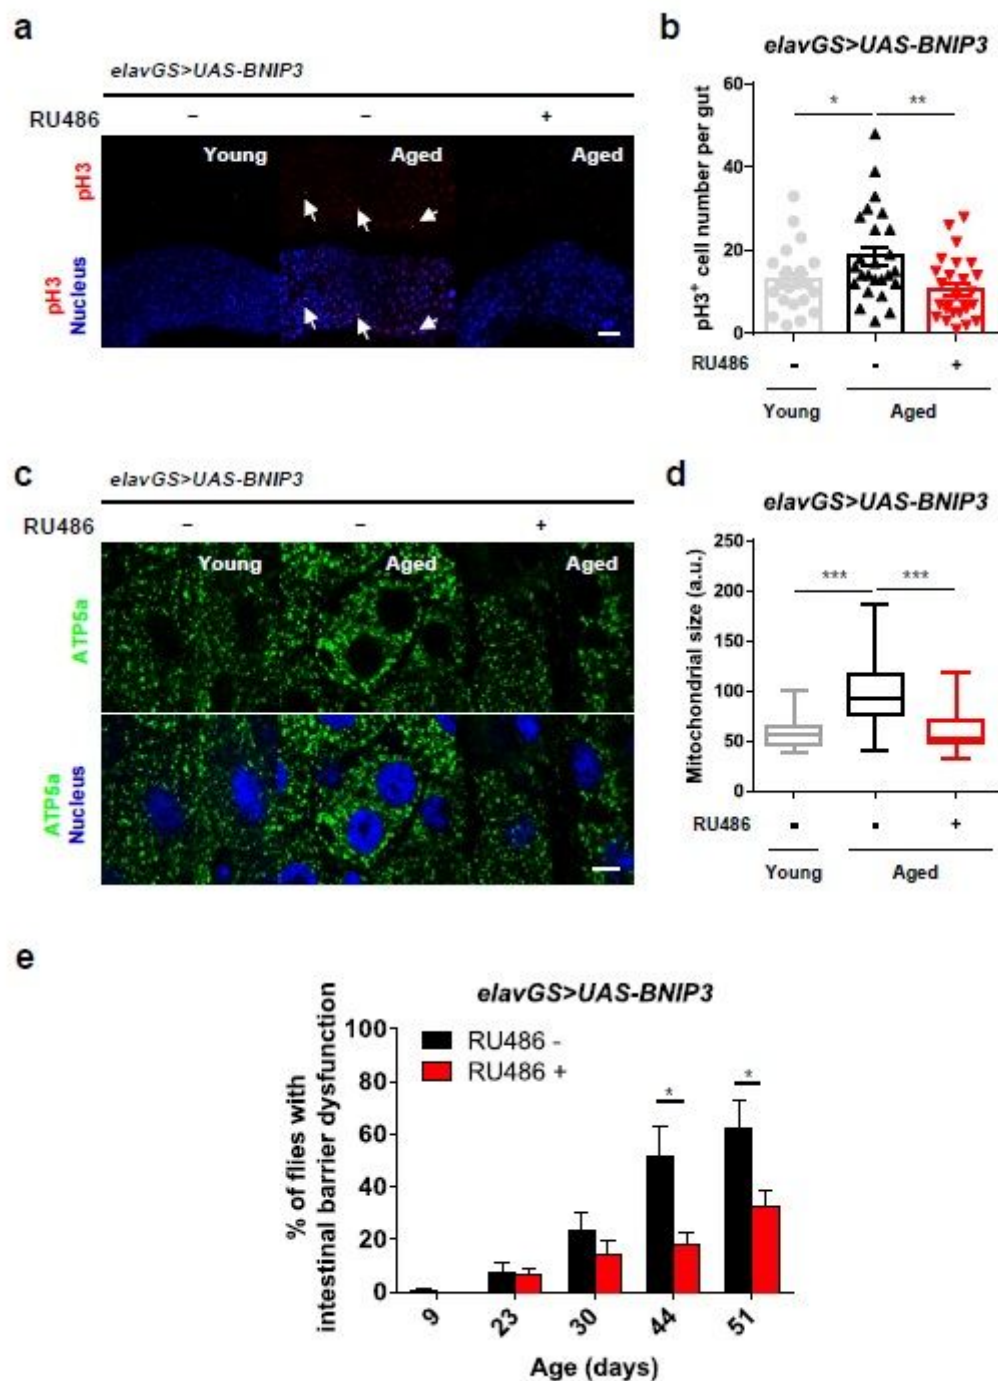 a
elavGS>UAS-BNIP3
RU486 – – +
Young Aged Aged
pH3
pH3
Nucleus
b
elavGS>UAS-BNIP3
pH3+ cell number per gut
60
40
20
0
* **
RU486 - - +
Young Aged
c
elavGS>UAS-BNIP3
RU486 – – +
Young Aged Aged
ATP5a
ATP5a
Nucleus
d
elavGS>UAS-BNIP3
Mitochondrial size (a.u.)
250
200
150
100
50
0
*** ***
RU486 - - +
Young Aged
e
elavGS>UAS-BNIP3
% of flies with
intestinal barrier dysfunction
100
80
60
40
20
0
RU486 -
RU486 +
* *
9 23 30 44 51
Age (days)